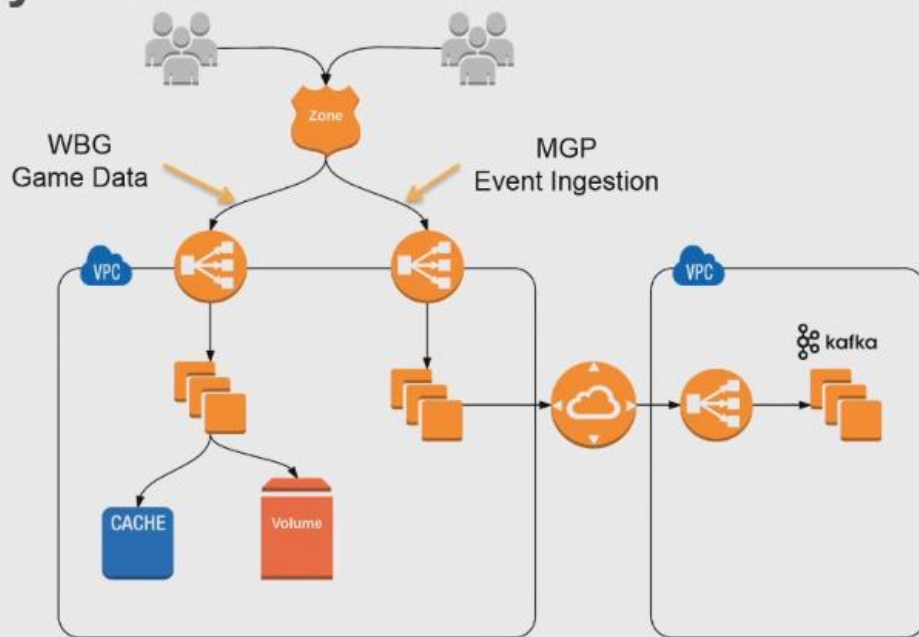 Zone
WBG
Game Data
MGP
Event Ingestion
VPC
VPC
kafka
CACHE
Volume